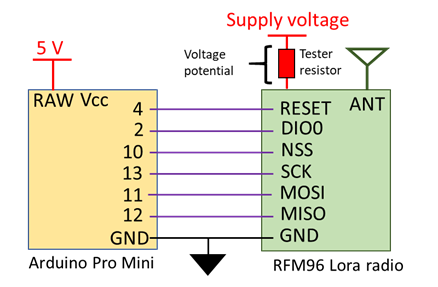 Supply voltage
5 V
Voltage
potential
Tester
resistor
RAW Vcc
ANT
4
RESET
2
DIO0
10
NSS
13
SCK
11
MOSI
12
MISO
GND
GND
Arduino Pro Mini
RFM96 Lora radio